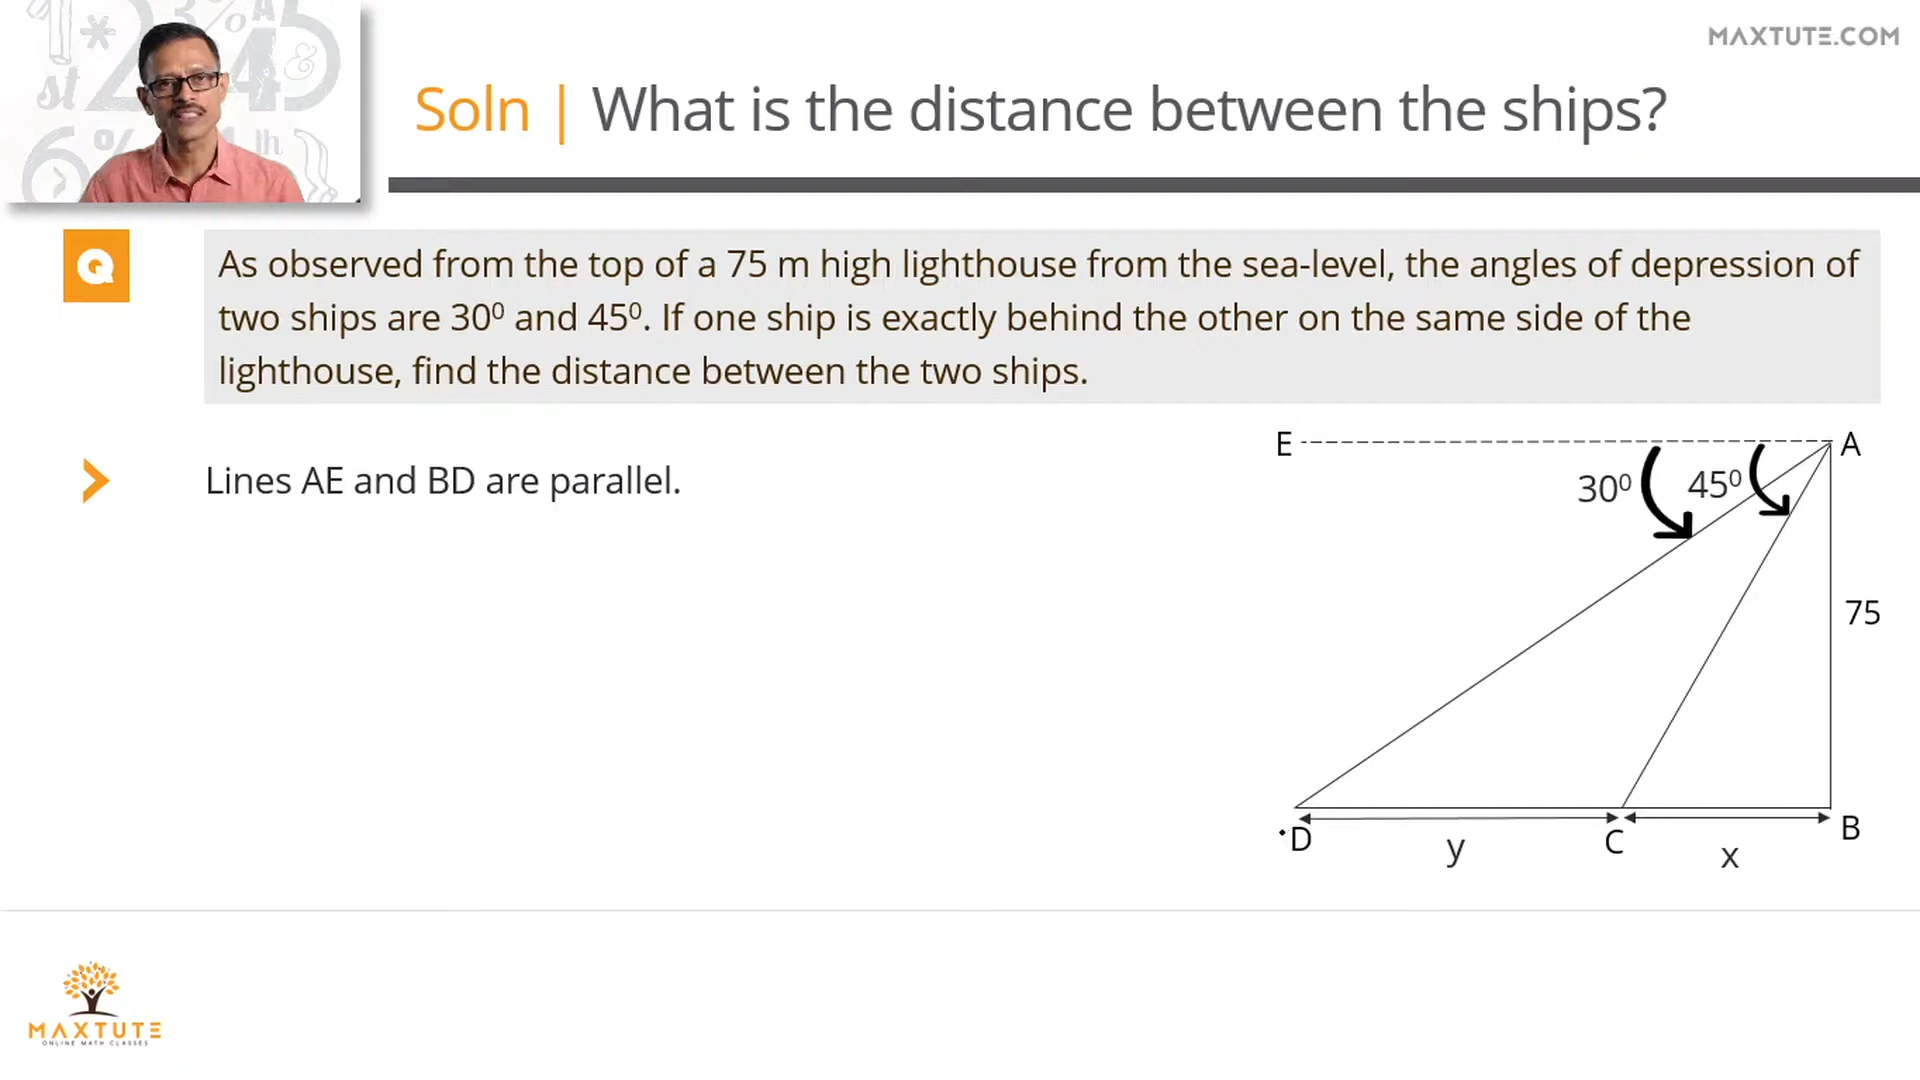 MAXTUTE.COM
Soln | What is the distance between the ships?
Q
As observed from the top of a 75 m high lighthouse from the sea-level, the angles of depression of
two ships are 30⁰ and 45⁰. If one ship is exactly behind the other on the same side of the
lighthouse, find the distance between the two ships.
Lines AE and BD are parallel.
E
A
30⁰
45⁰
75
D
C
B
y
x
MAXTUTE
ONLINE MATH CLASSES